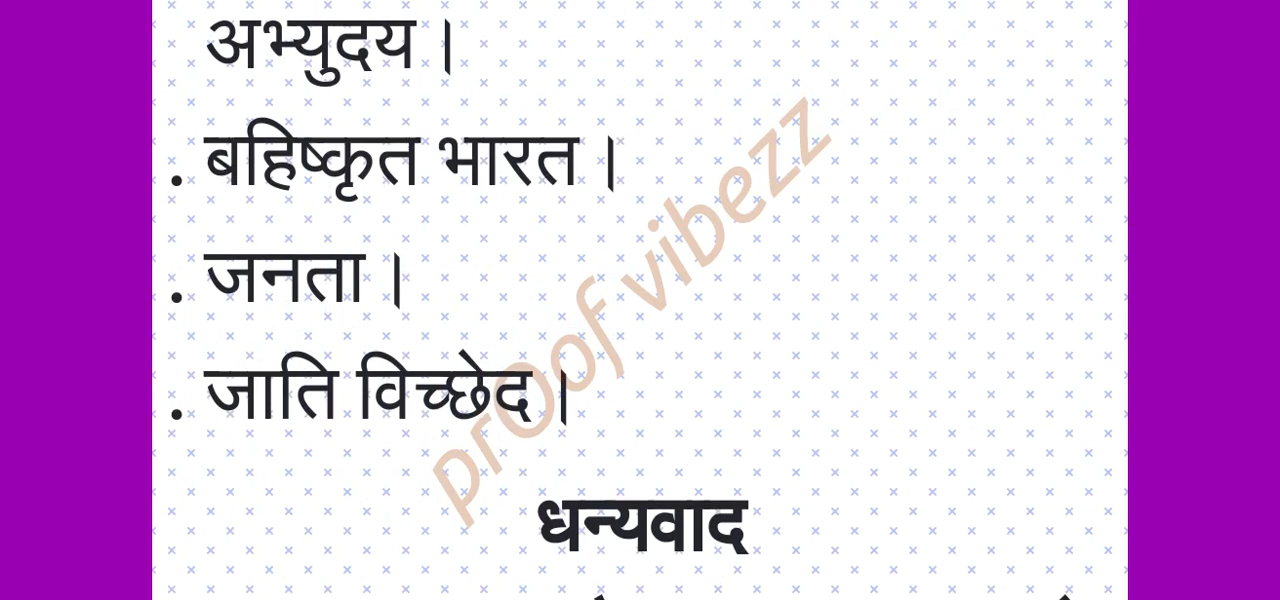 अभ्युदय।
. बहिष्कृत भारत।
. जनता।
. जाति विच्छेद।
धन्यवाद
prOof vibezz